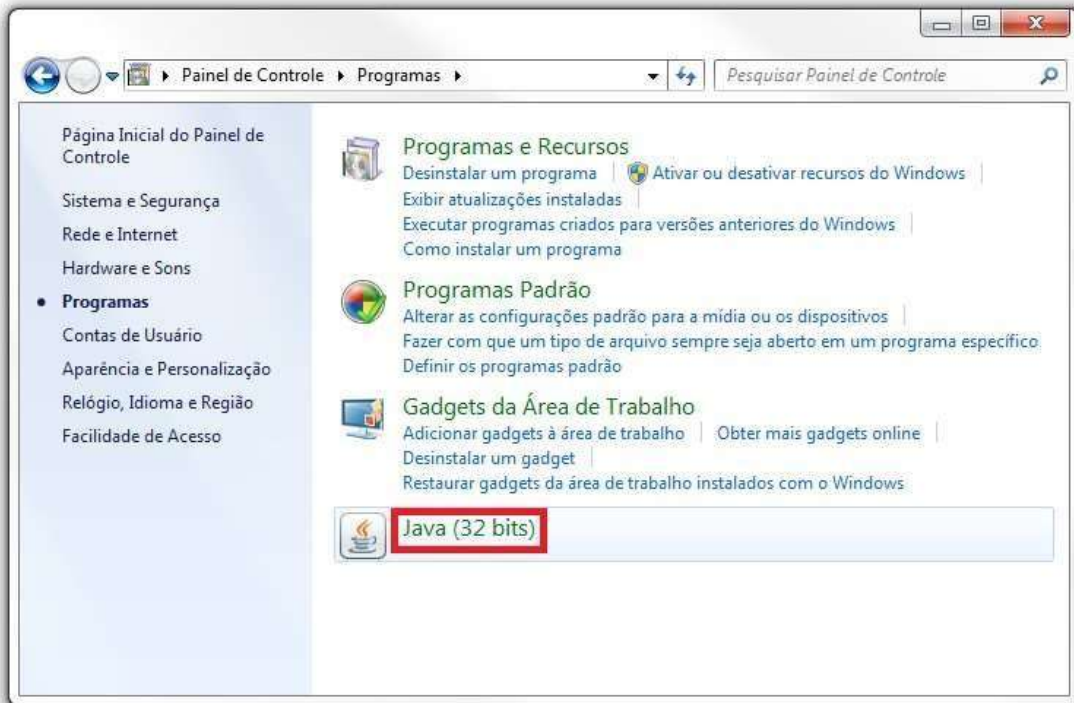 Painel de Controle Programas
Pesquisar Painel de Controle
Página Inicial do Painel de
Controle
Sistema e Segurança
Rede e Internet
Hardware e Sons
Programas
Contas de Usuário
Aparência e Personalização
Relógio, Idioma e Região
Facilidade de Acesso
Programas e Recursos
Desinstalar um programa Ativar ou desativar recursos do Windows
Exibir atualizações instaladas
Executar programas criados para versões anteriores do Windows
Como instalar um programa
Programas Padrão
Alterar as configurações padrão para a mídia ou os dispositivos
Fazer com que um tipo de arquivo sempre seja aberto em um programa específico
Definir os programas padrão
Gadgets da Área de Trabalho
Adicionar gadgets à área de trabalho Obter mais gadgets online
Desinstalar um gadget
Restaurar gadgets da área de trabalho instalados com o Windows
Java (32 bits)